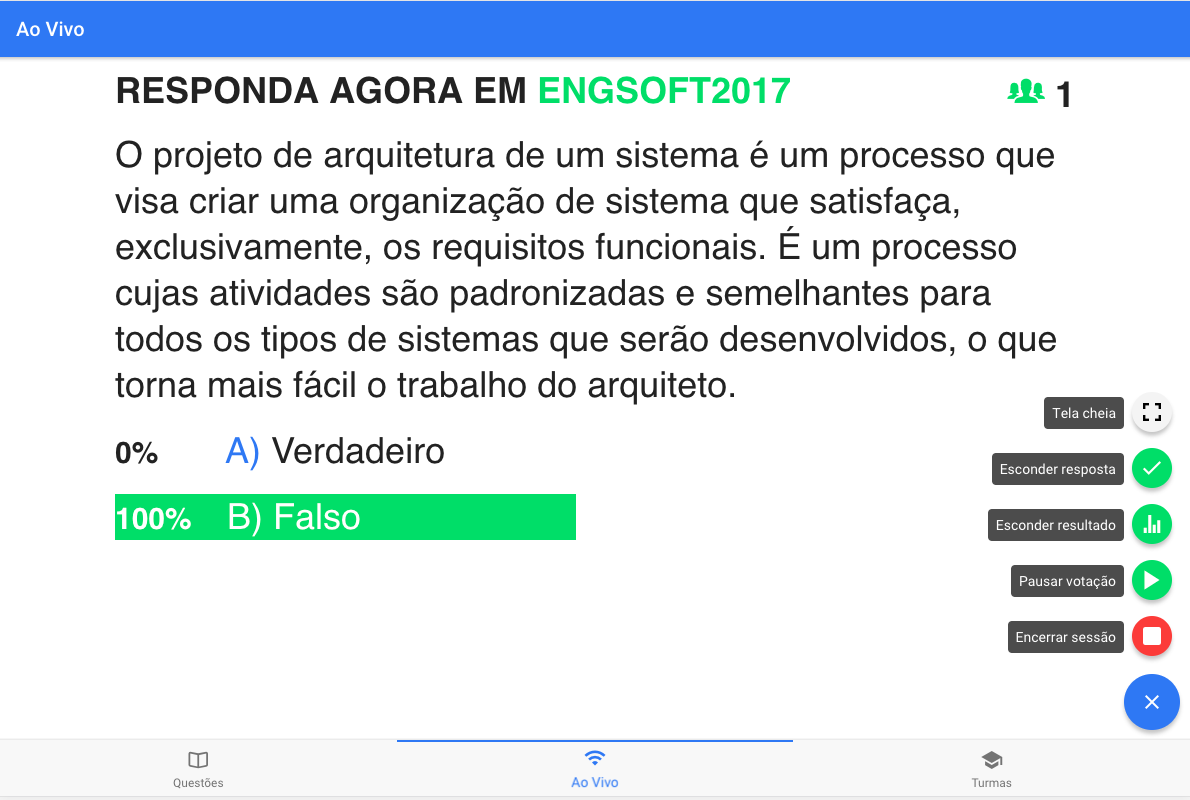 Ao Vivo
RESPONDA AGORA EM ENGSOFT2017
1
O projeto de arquitetura de um sistema é um processo que
visa criar uma organização de sistema que satisfaça,
exclusivamente, os requisitos funcionais. É um processo
cujas atividades são padronizadas e semelhantes para
todos os tipos de sistemas que serão desenvolvidos, o que
torna mais fácil o trabalho do arquiteto.
0% A) Verdadeiro
100% B) Falso
Tela cheia
Esconder resposta
Esconder resultado
Pausar votação
Encerrar sessão
Questões
Ao Vivo
Turmas